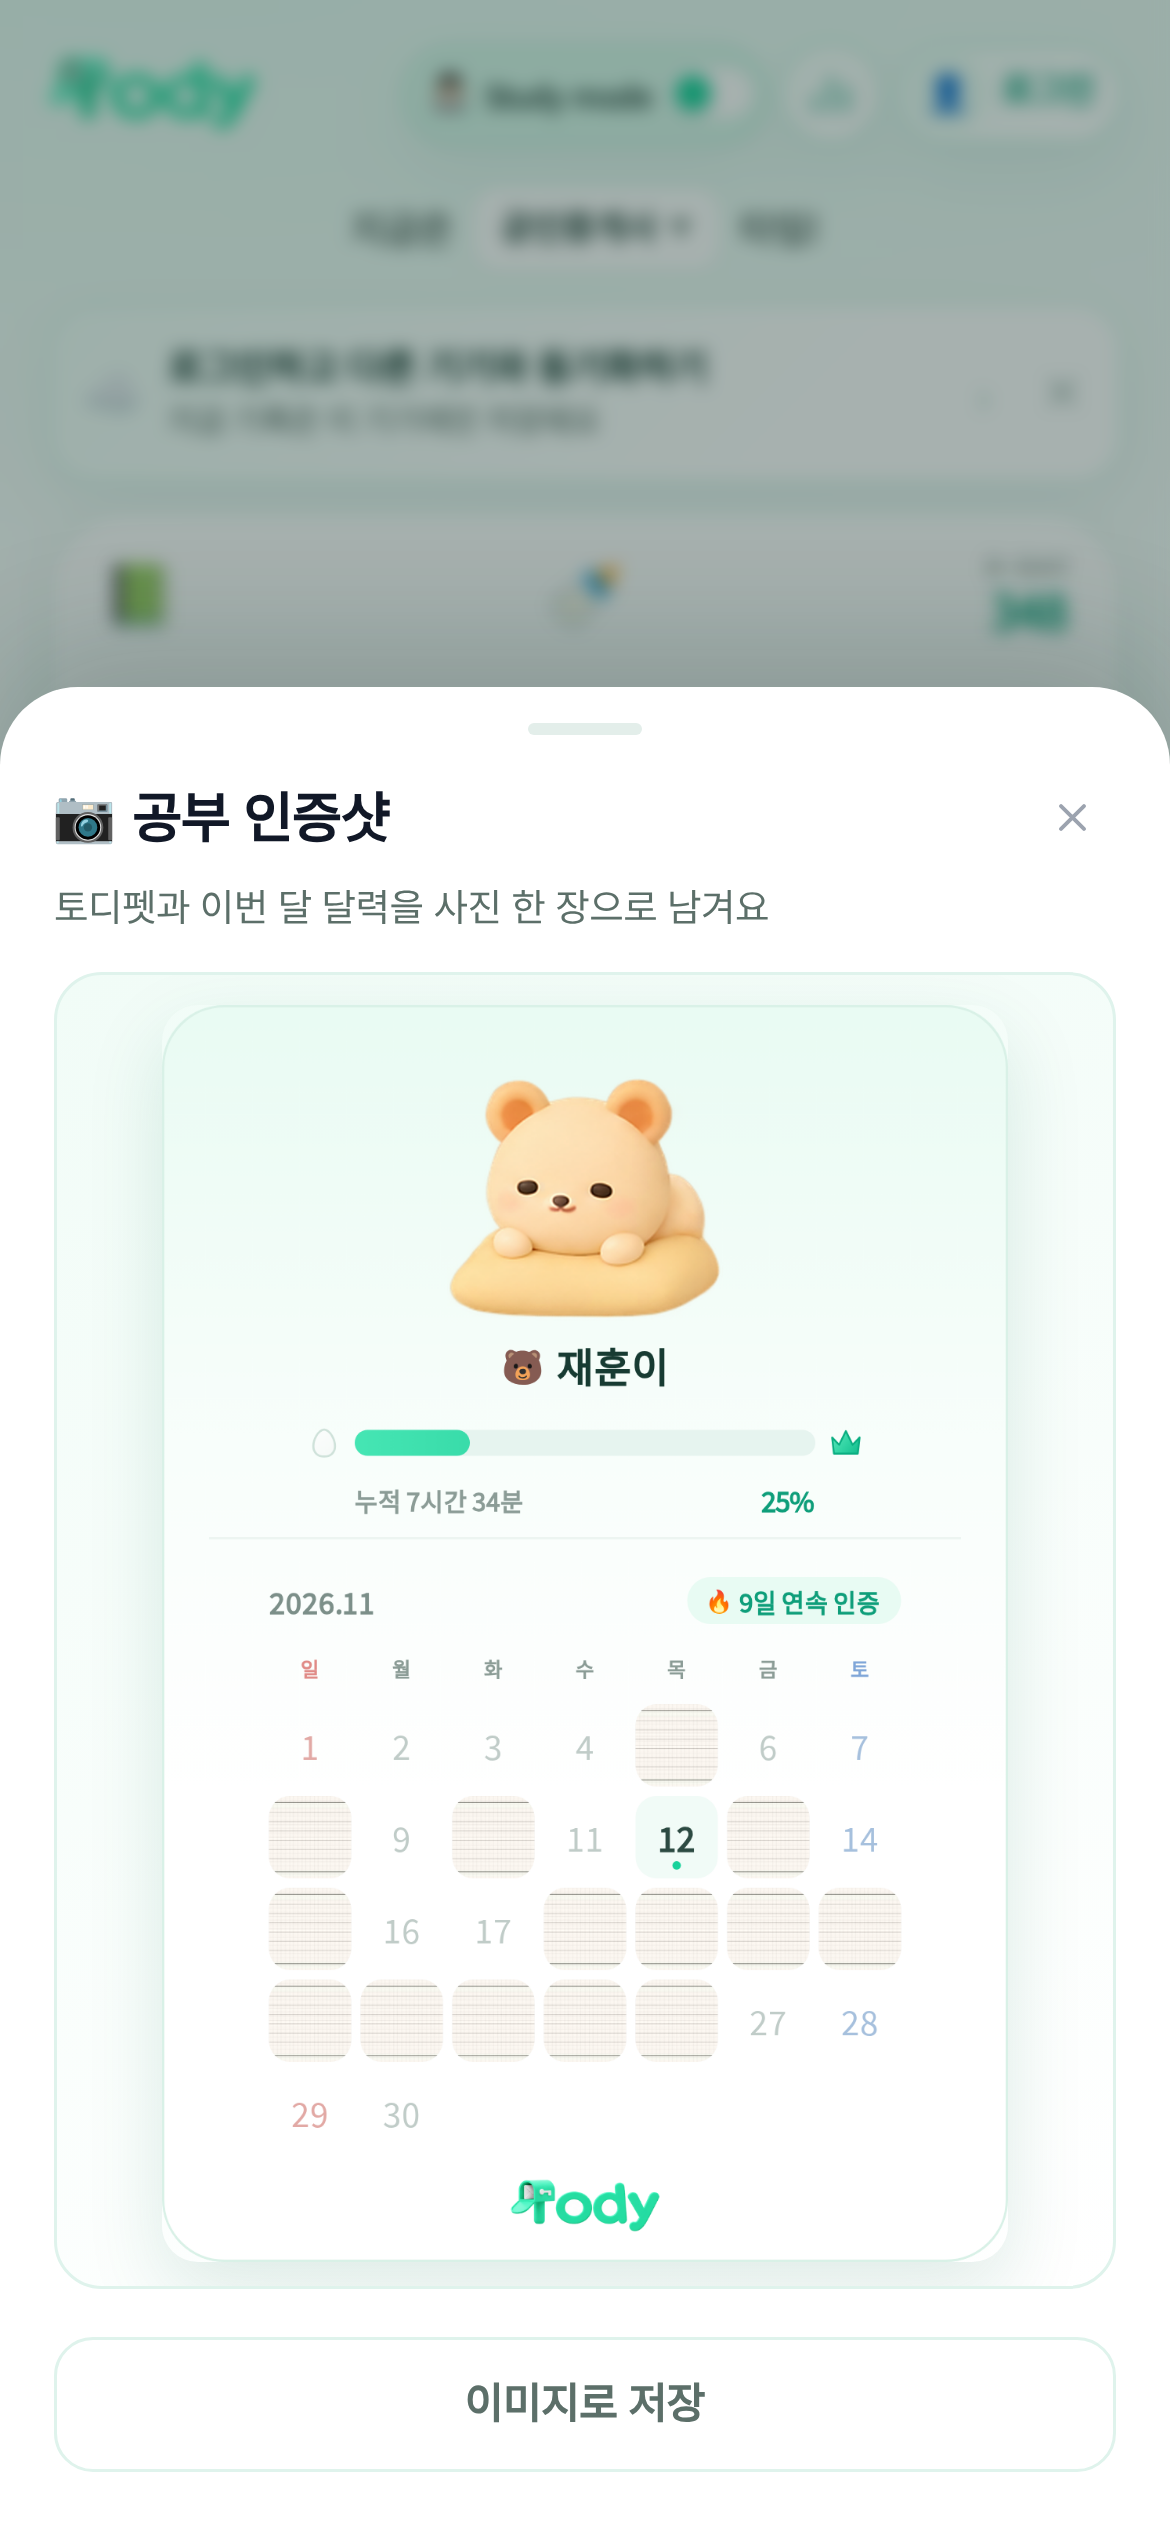 Tody
Study mode
📷 공부 인증샷
토디펫과 이번 달 달력을 사진 한 장으로 남겨요
🐻 재훈이
누적 7시간 34분 25%
2026.11 🔥 9일 연속 인증
일 월 화 수 목 금 토
1 2 3 4 6 7
9 11 12 14
16 17
27 28
29 30
Tody
이미지로 저장